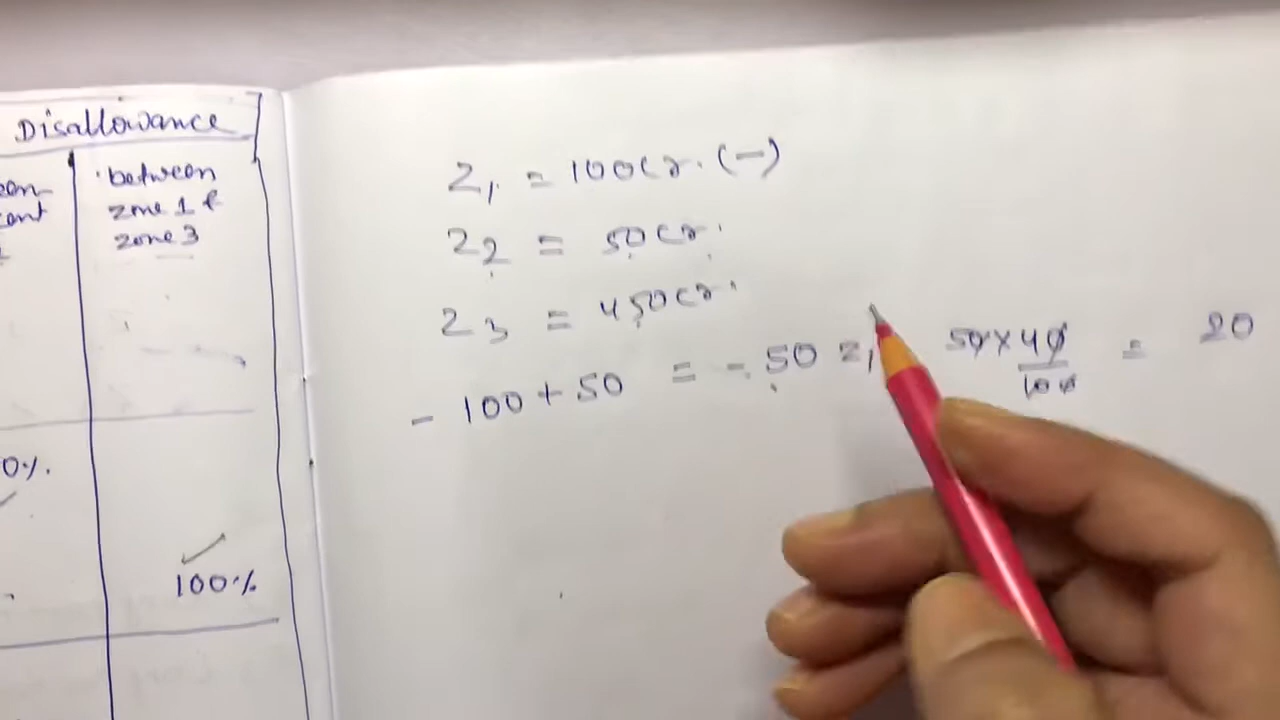 Disallowance
between
zone 1 &
zone 3
0%.
100%
Z1 = 100cr. (-)
Z2 = 50cr.
Z3 = 450cr.
- 100 + 50 = - 50 Z1 50 x 40 / 100 = 20